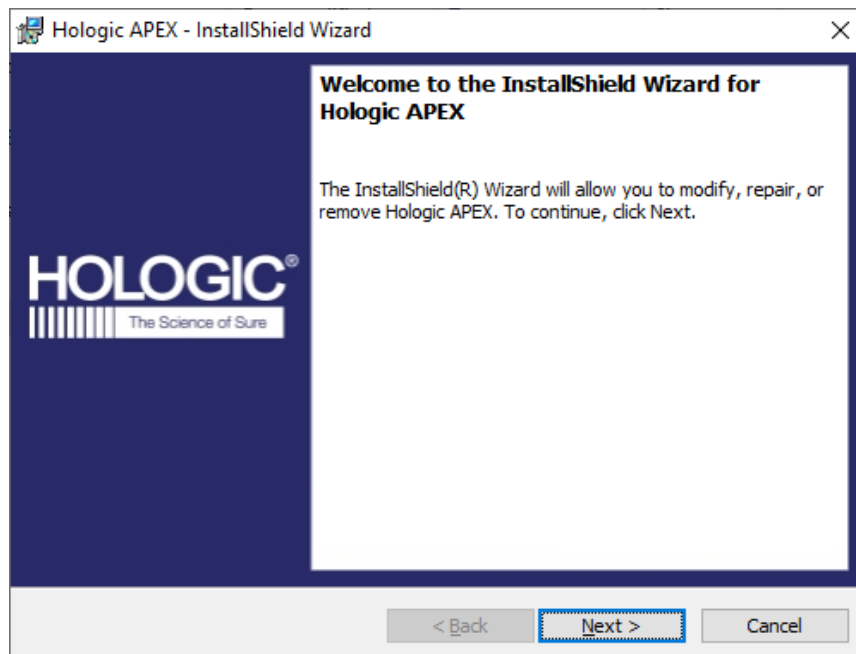 Hologic APEX - InstallShield Wizard
Welcome to the InstallShield Wizard for
Hologic APEX
The InstallShield(R) Wizard will allow you to modify, repair, or
remove Hologic APEX. To continue, click Next.
HOLOGIC®
The Science of Sure
< Back
Next >
Cancel